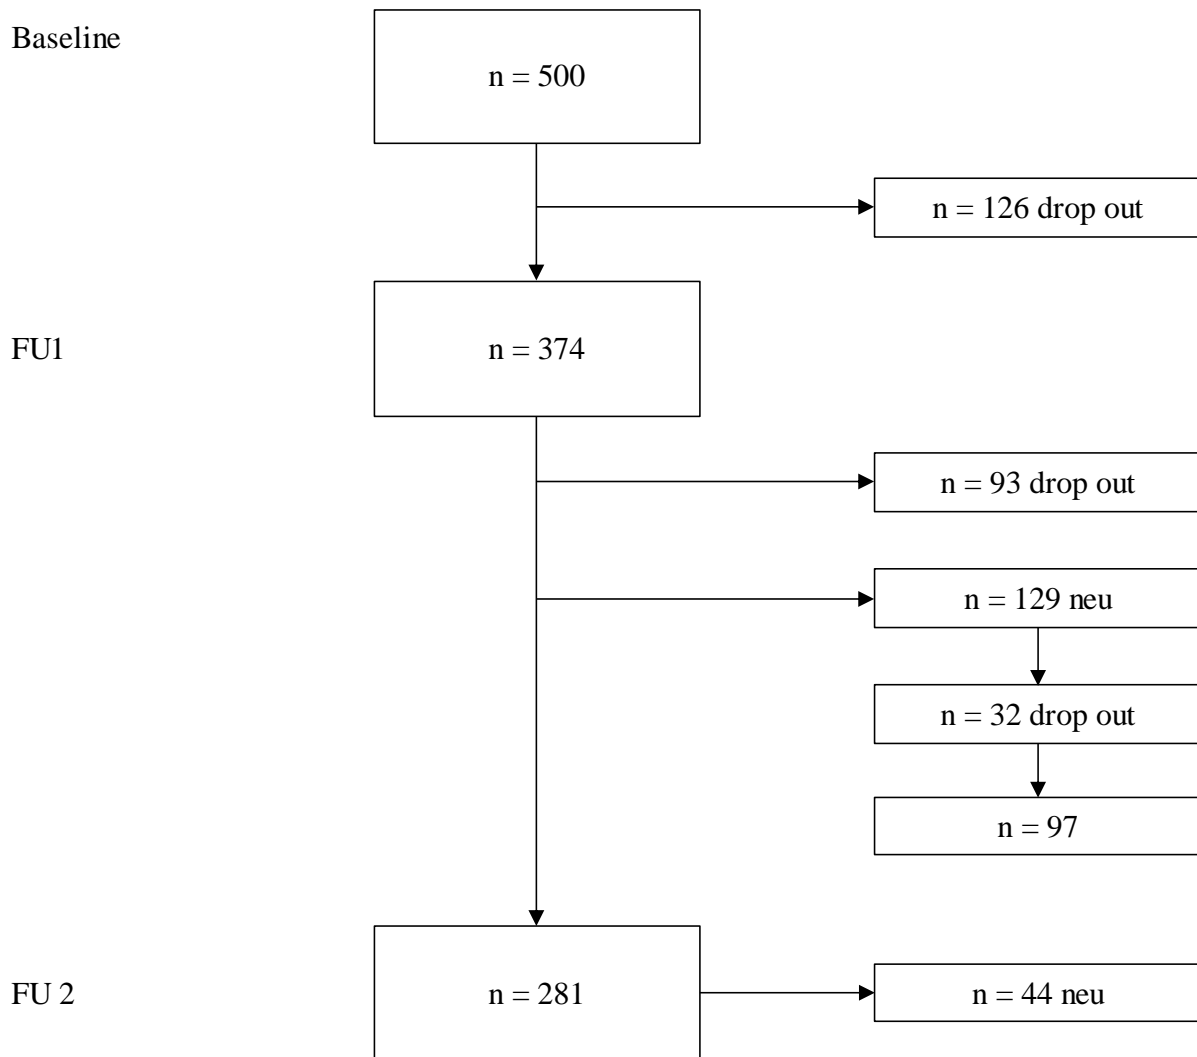 Baseline
n = 500
n = 126 drop out
FU1
n = 374
n = 93 drop out
n = 129 neu
n = 32 drop out
n = 97
FU 2
n = 281
n = 44 neu